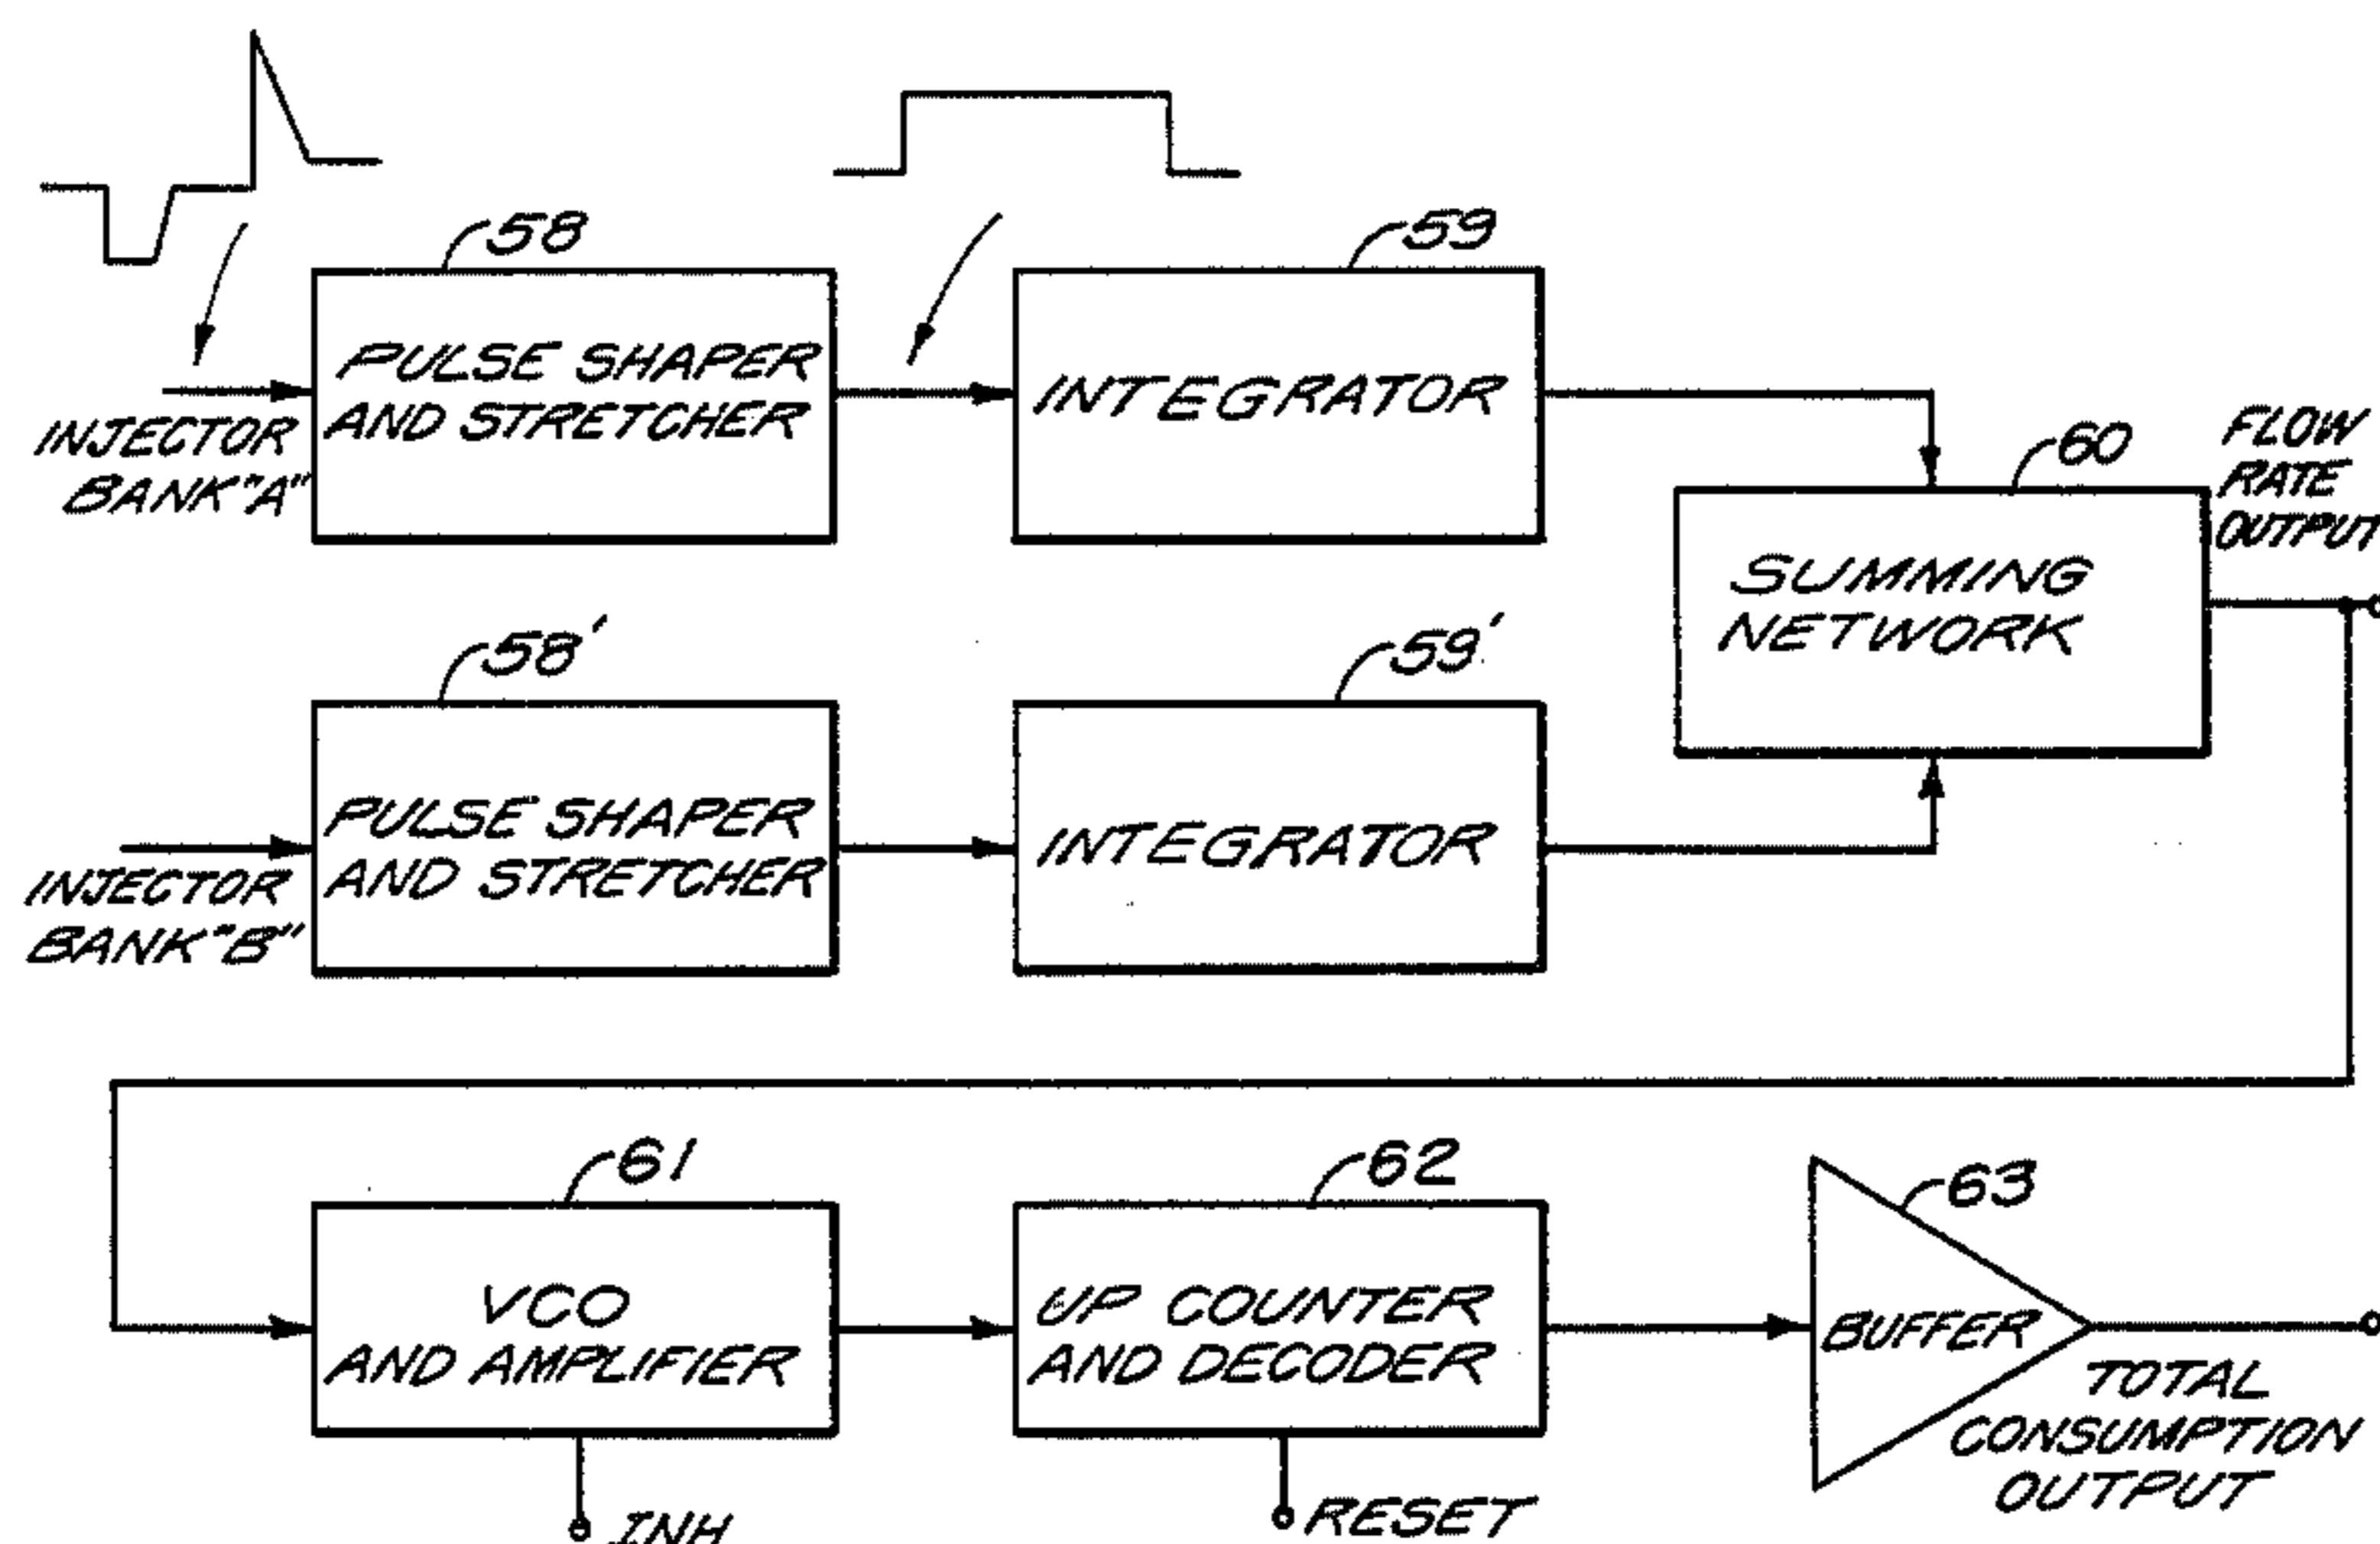 58
59
PULSE SHAPER
AND STRETCHER
INTEGRATOR
INJECTOR
BANK "A"
60
FLOW
RATE
OUTPUT
SUMMING
NETWORK
58'
59'
PULSE SHAPER
AND STRETCHER
INTEGRATOR
INJECTOR
BANK "B"
61
62
63
VCO
AND AMPLIFIER
UP COUNTER
AND DECODER
BUFFER
TOTAL
CONSUMPTION
OUTPUT
INH
RESET